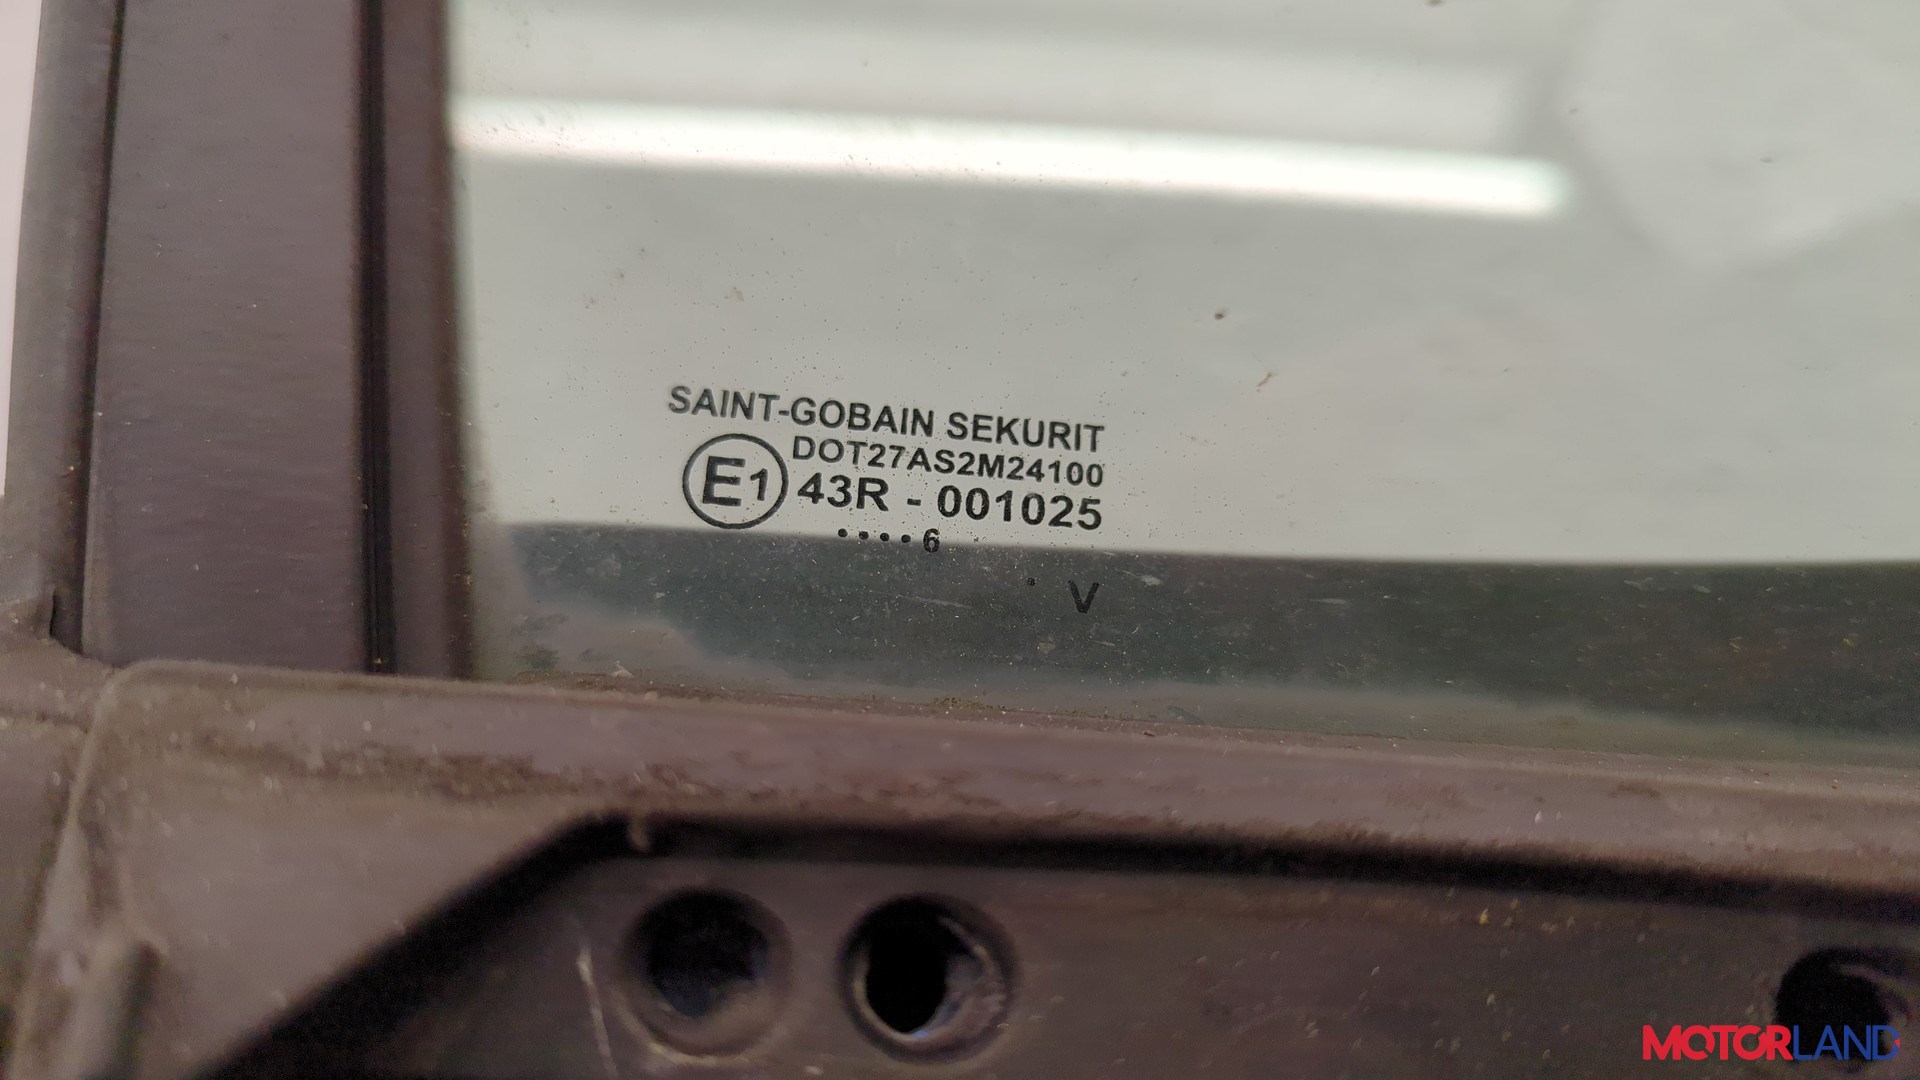 SAINT-GOBAIN SEKURIT
DOT27AS2M24100
E1 43R - 001025
····6
V
MOTORLAND